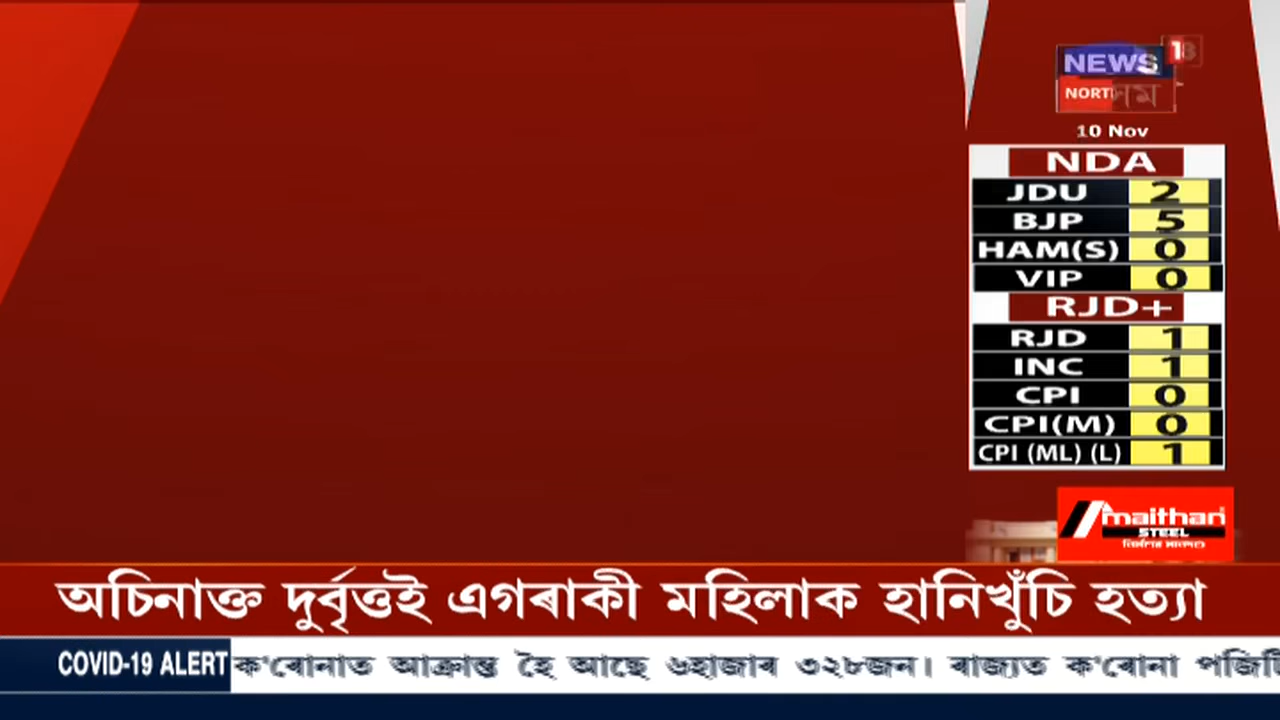 NEWS 18
NORT
10 Nov
NDA
JDU 2
BJP 5
HAM(S) 0
VIP 0
RJD+
RJD 1
INC 1
CPI 0
CPI(M) 0
CPI (ML) (L) 1
maithan
STEEL
অচিনাক্ত দুৰ্বৃত্তই এগৰাকী মহিলাক হানিখুঁচি হত্যা
COVID-19 ALERT ক'ৰোনাত আক্ৰান্ত হৈ আছে ৬হাজাৰ ৩২৮জন। ৰাজ্যত ক'ৰোনা পজিটি